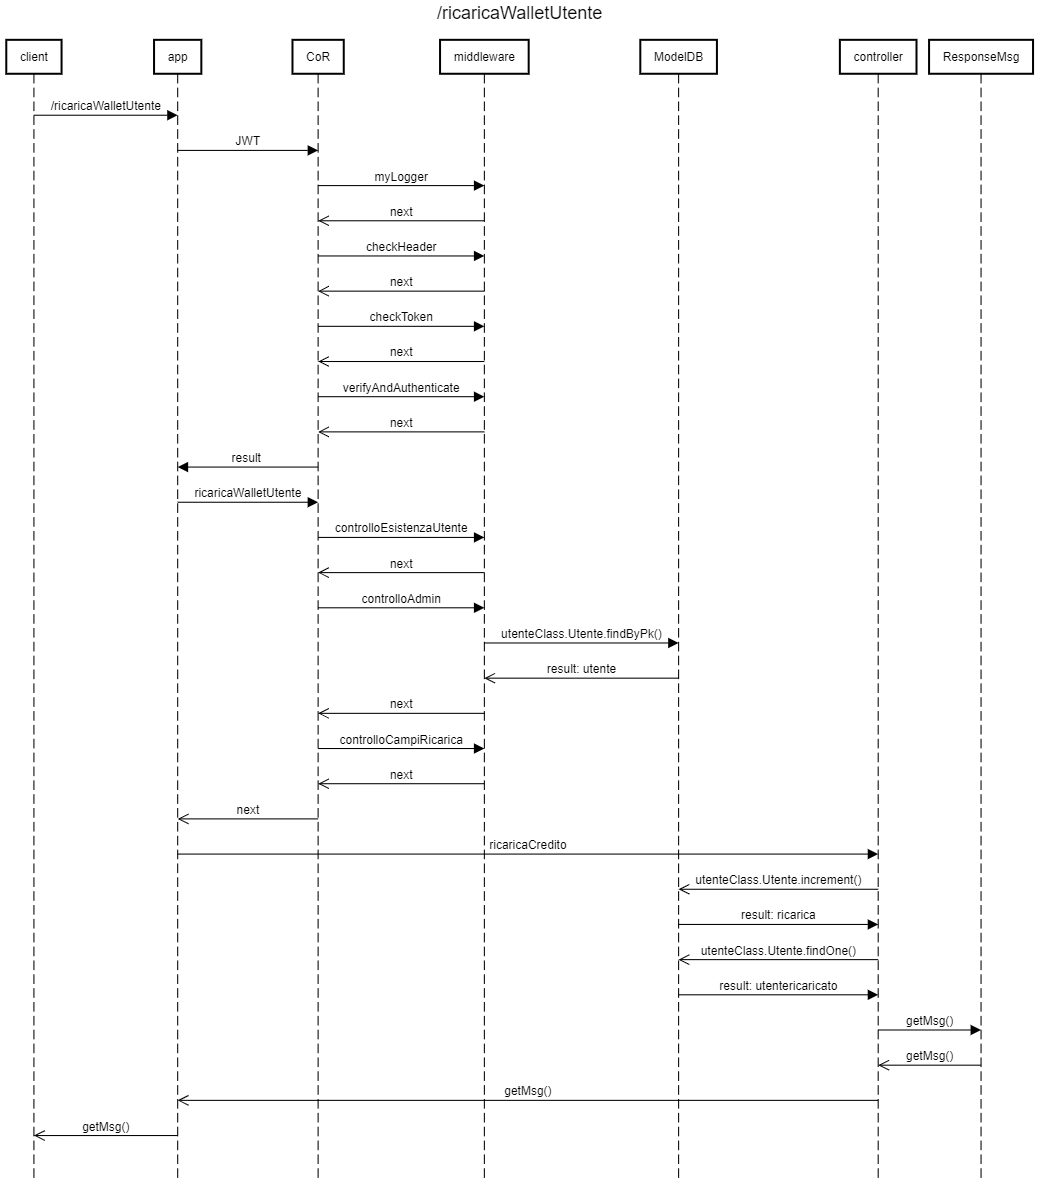 /ricaricaWalletUtente
client
app
CoR
middleware
ModelDB
controller
ResponseMsg
/ricaricaWalletUtente
JWT
myLogger
next
checkHeader
next
checkToken
next
verifyAndAuthenticate
next
result
ricaricaWalletUtente
controlloEsistenzaUtente
next
controlloAdmin
utenteClass.Utente.findByPk()
result: utente
next
controlloCampiRicarica
next
next
ricaricaCredito
utenteClass.Utente.increment()
result: ricarica
utenteClass.Utente.findOne()
result: utentericaricato
getMsg()
getMsg()
getMsg()
getMsg()